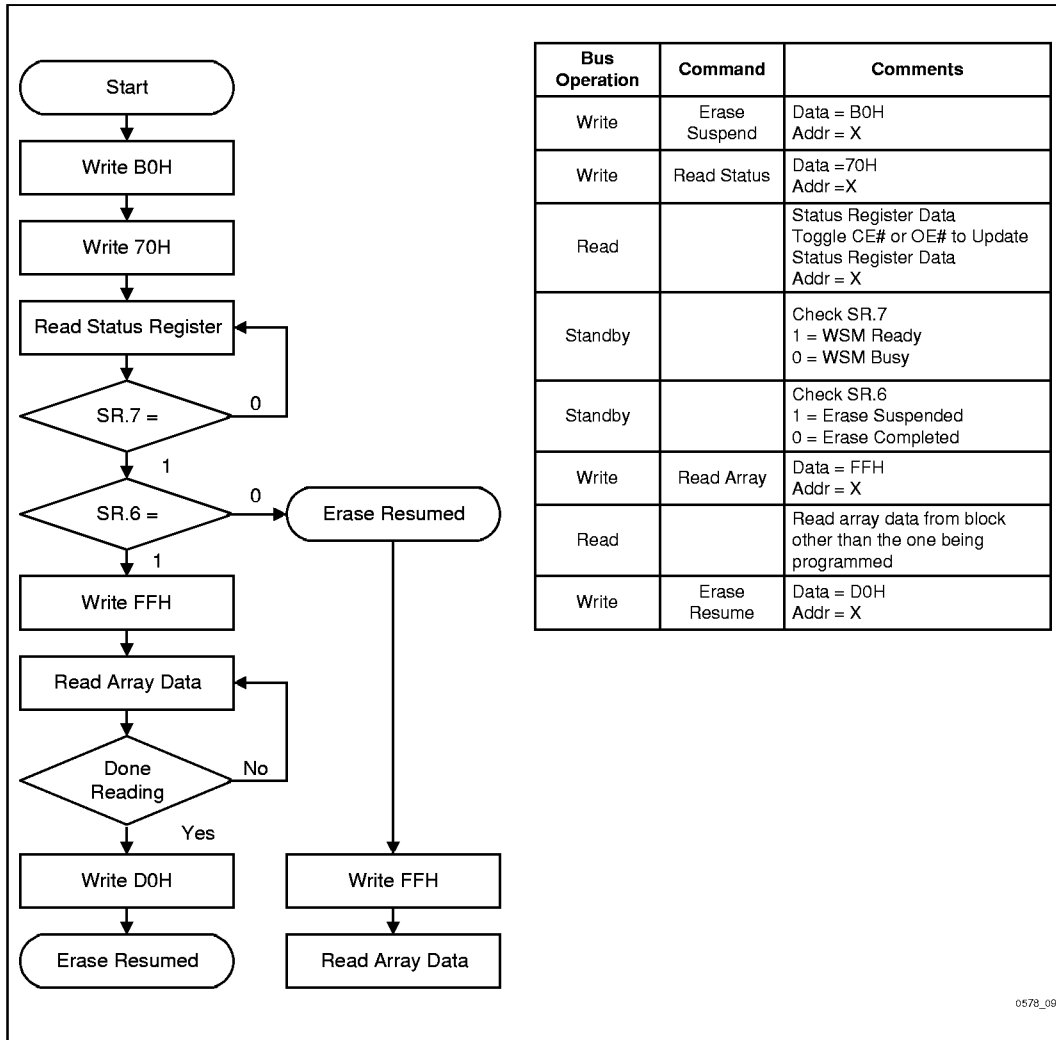 Start
Write B0H
Write 70H
Read Status Register
SR.7 =
0
1
SR.6 =
0
Erase Resumed
1
Write FFH
Read Array Data
Done
Reading
No
Yes
Write D0H
Erase Resumed
Write FFH
Read Array Data
Bus
Operation
Command
Comments
Write
Erase
Suspend
Data = B0H
Addr = X
Write
Read Status
Data =70H
Addr =X
Read
Status Register Data
Toggle CE# or OE# to Update
Status Register Data
Addr = X
Standby
Check SR.7
1 = WSM Ready
0 = WSM Busy
Standby
Check SR.6
1 = Erase Suspended
0 = Erase Completed
Write
Read Array
Data = FFH
Addr = X
Read
Read array data from block
other than the one being
programmed
Write
Erase
Resume
Data = D0H
Addr = X
0578_09